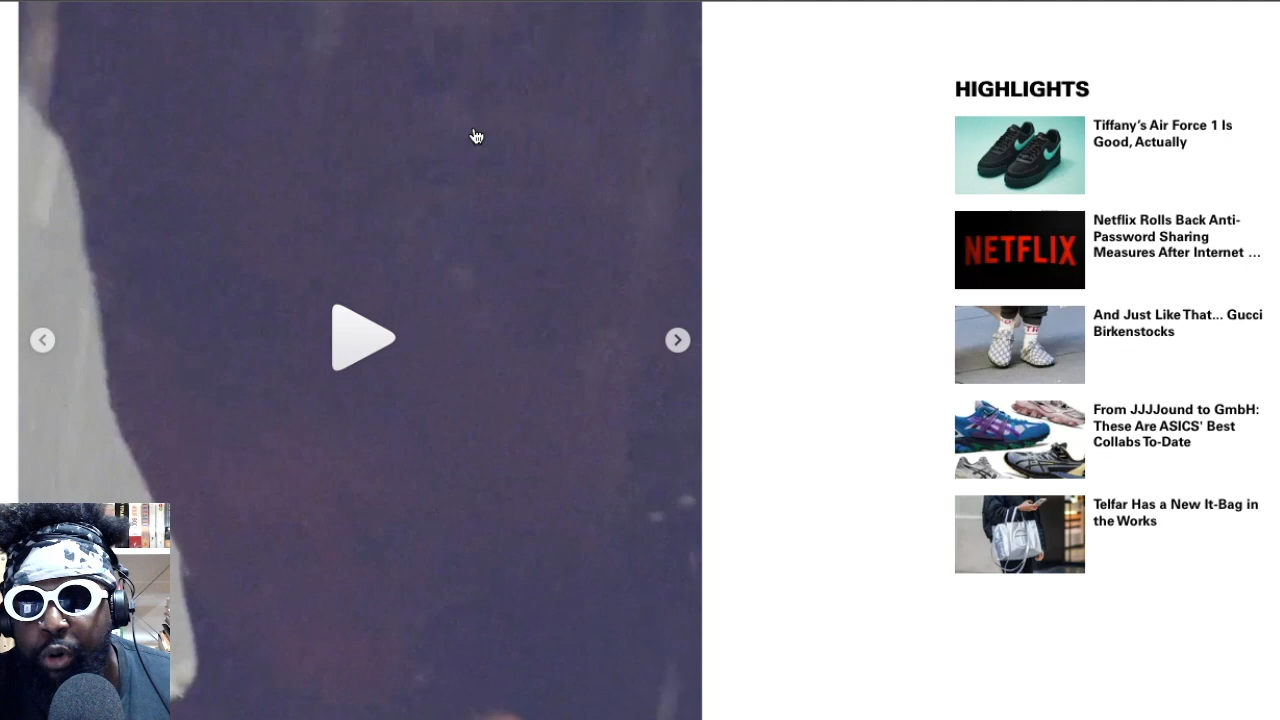 HIGHLIGHTS
Tiffany's Air Force 1 Is
Good, Actually
NETFLIX
Netflix Rolls Back Anti-
Password Sharing
Measures After Internet ...
And Just Like That... Gucci
Birkenstocks
From JJJJound to GmbH:
These Are ASICS' Best
Collabs To-Date
Telfar Has a New It-Bag in
the Works